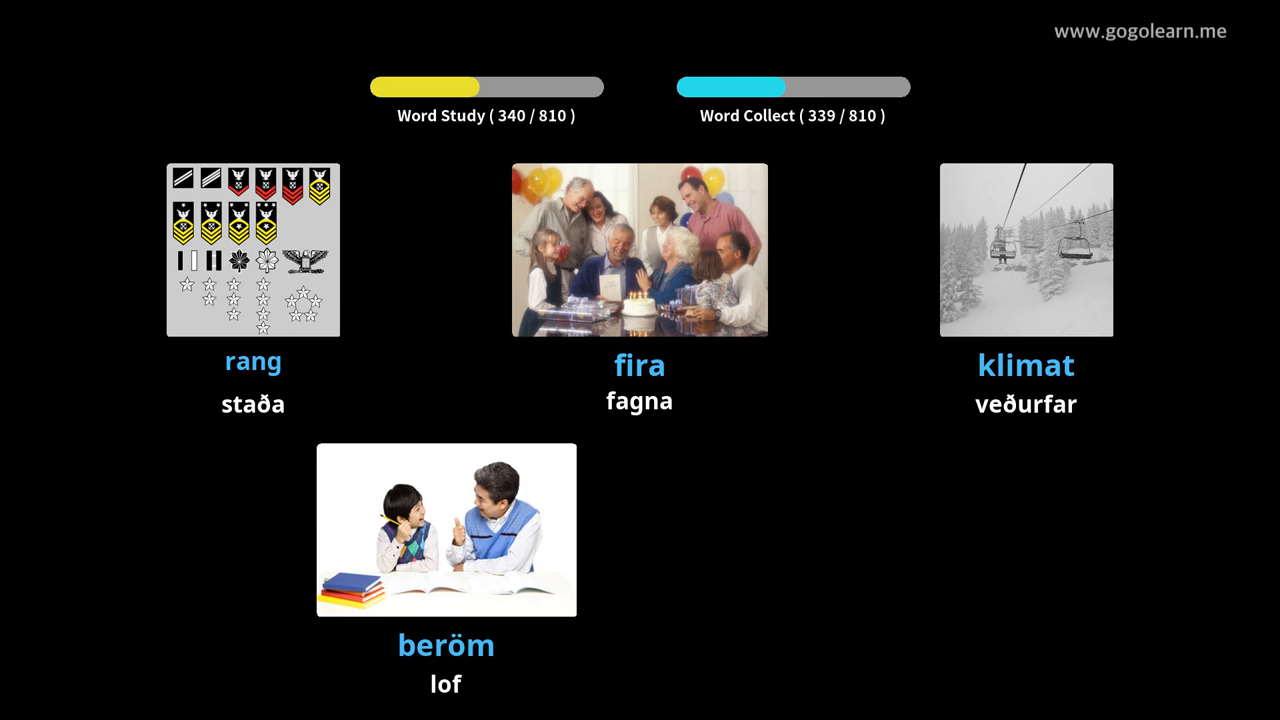 www.gogolearn.me
Word Study ( 340 / 810 )
Word Collect ( 339 / 810 )
rang
staða
fira
fagna
klimat
veðurfar
beröm
lof